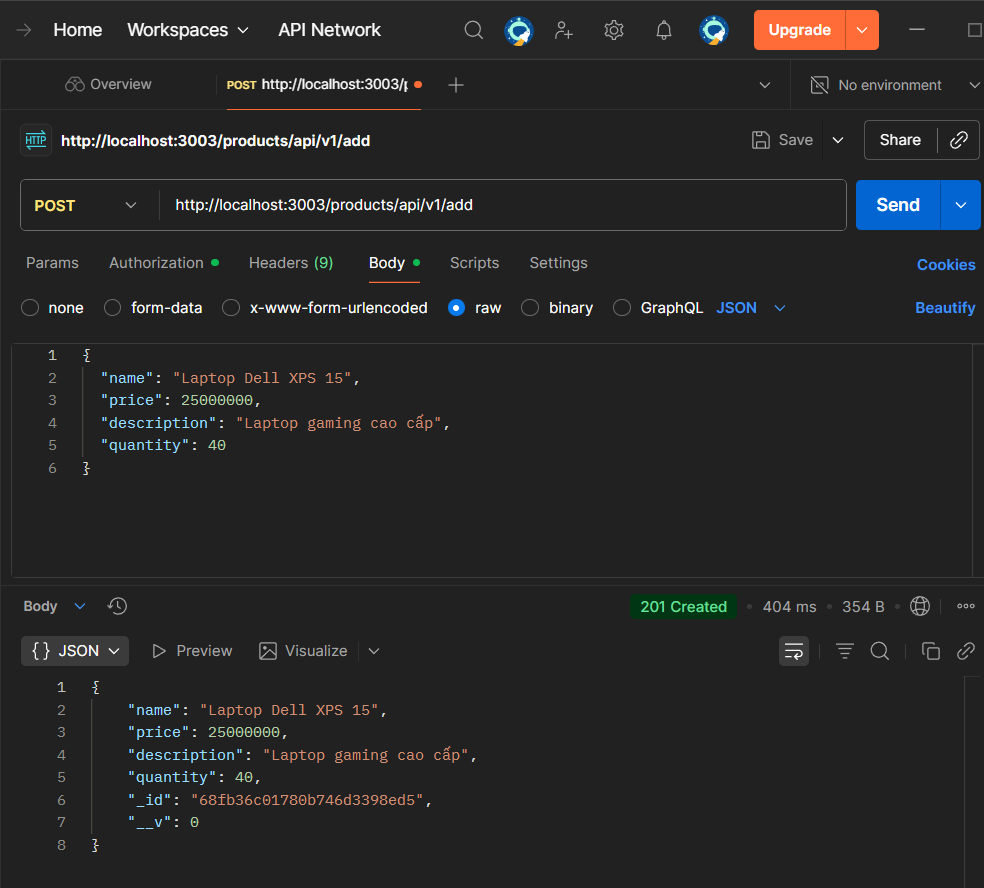 Home Workspaces API Network Upgrade
Overview POST http://localhost:3003/p No environment
HTTP http://localhost:3003/products/api/v1/add Save Share
POST http://localhost:3003/products/api/v1/add Send
Params Authorization Headers (9) Body Scripts Settings Cookies
none form-data x-www-form-urlencoded raw binary GraphQL JSON Beautify
1 {
2 "name": "Laptop Dell XPS 15",
3 "price": 25000000,
4 "description": "Laptop gaming cao cấp",
5 "quantity": 40
6 }
Body 201 Created 404 ms 354 B
{} JSON Preview Visualize
1 {
2 "name": "Laptop Dell XPS 15",
3 "price": 25000000,
4 "description": "Laptop gaming cao cấp",
5 "quantity": 40,
6 "_id": "68fb36c01780b746d3398ed5",
7 "__v": 0
8 }